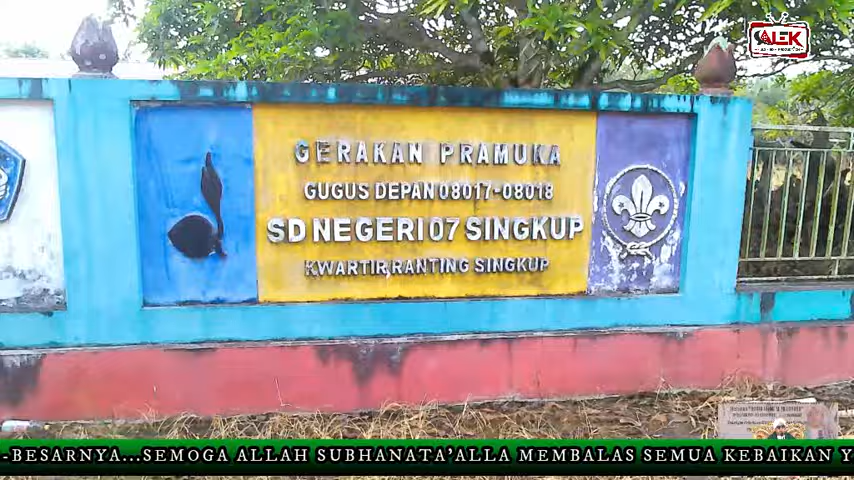 SALEK
GERAKAN PRAMUKA
GUGUS DEPAN 08017-08018
SD NEGERI 07 SINGKUP
KWARTIR RANTING SINGKUP
-BESARNYA...SEMOGA ALLAH SUBHANATA'ALLA MEMBALAS SEMUA KEBAIKAN Y